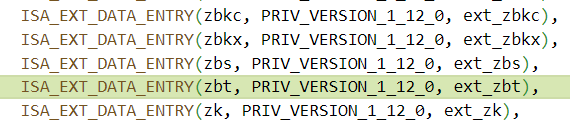 ISA_EXT_DATA_ENTRY(zbkc, PRIV_VERSION_1_12_0, ext_zbkc),
ISA_EXT_DATA_ENTRY(zbkx, PRIV_VERSION_1_12_0, ext_zbkx),
ISA_EXT_DATA_ENTRY(zbs, PRIV_VERSION_1_12_0, ext_zbs),
ISA_EXT_DATA_ENTRY(zbt, PRIV_VERSION_1_12_0, ext_zbt),
ISA_EXT_DATA_ENTRY(zk, PRIV_VERSION_1_12_0, ext_zk),